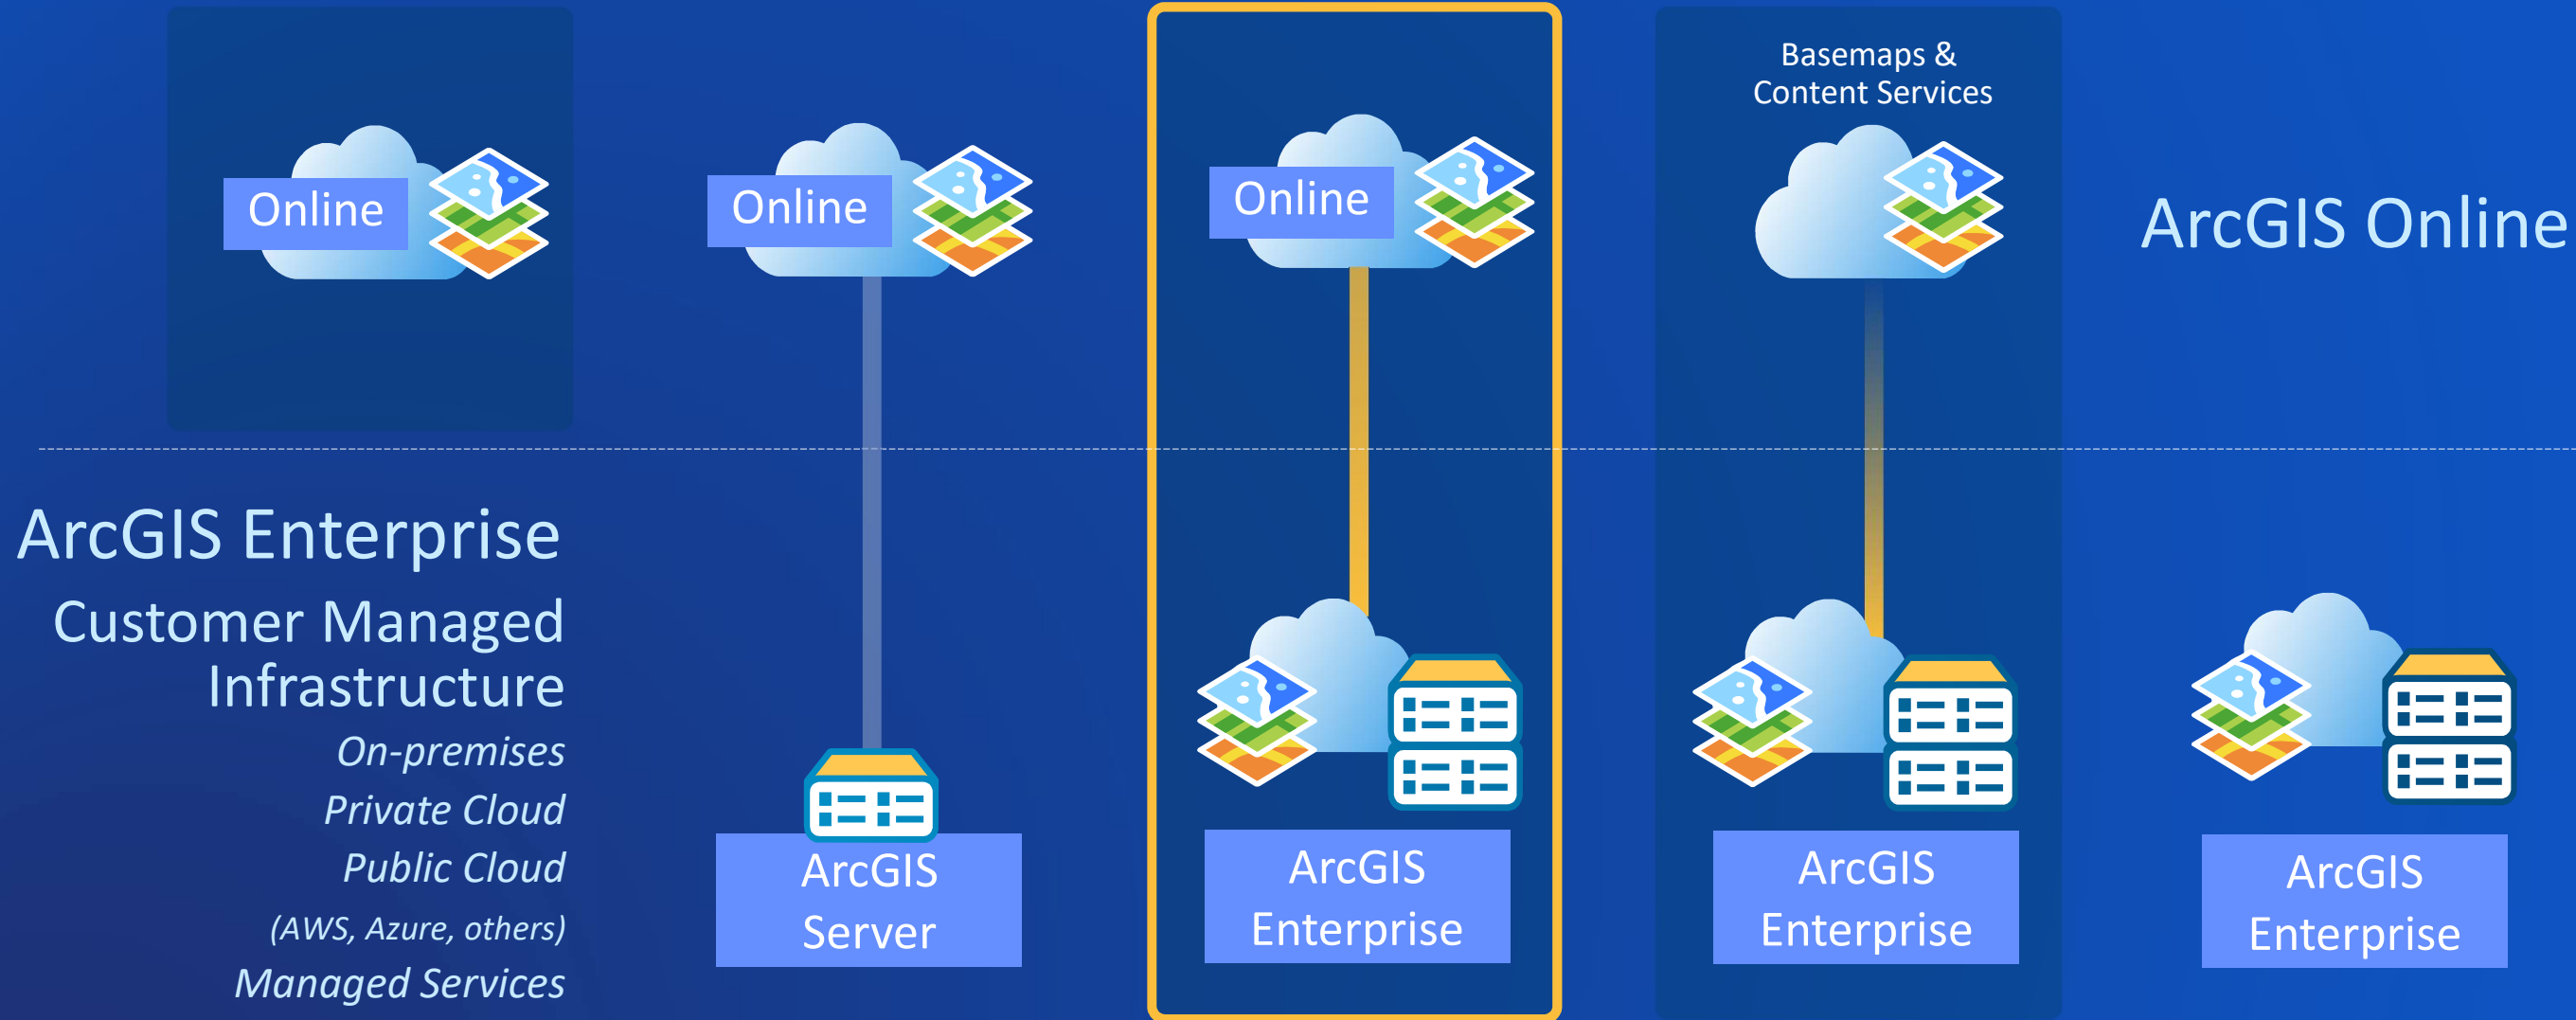 Basemaps &
Content Services
Online
Online
Online
ArcGIS Online
ArcGIS Enterprise
Customer Managed
Infrastructure
On-premises
Private Cloud
Public Cloud
(AWS, Azure, others)
Managed Services
ArcGIS
Server
ArcGIS
Enterprise
ArcGIS
Enterprise
ArcGIS
Enterprise